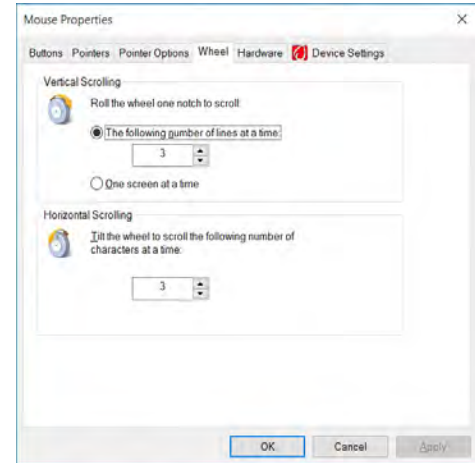 Mouse Properties
Buttons Pointers Pointer Options Wheel Hardware Device Settings
Vertical Scrolling
Roll the wheel one notch to scroll:
The following number of lines at a time:
3
One screen at a time
Horizontal Scrolling
Tilt the wheel to scroll the following number of
characters at a time:
3
OK Cancel Apply